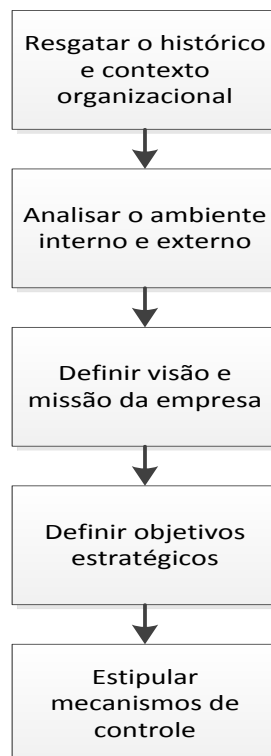 Resgatar o histórico
e contexto
organizacional
Analisar o ambiente
interno e externo
Definir visão e
missão da empresa
Definir objetivos
estratégicos
Estipular
mecanismos de
controle